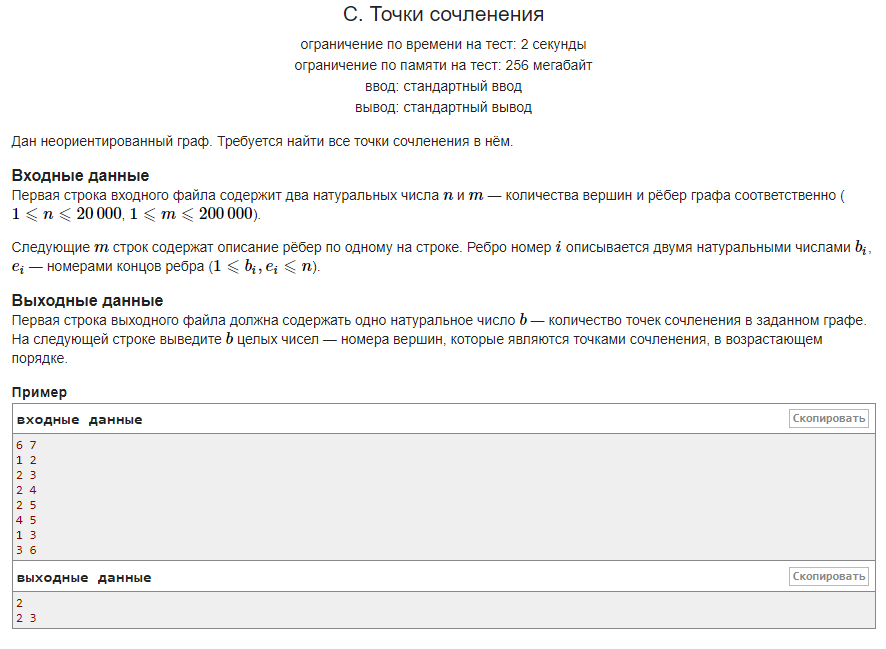 С. Точки сочленения
ограничение по времени на тест: 2 секунды
ограничение по памяти на тест: 256 мегабайт
ввод: стандартный ввод
вывод: стандартный вывод
Дан неориентированный граф. Требуется найти все точки сочленения в нём.
Входные данные
Первая строка входного файла содержит два натуральных числа n и m — количества вершин и рёбер графа соответственно (
1 ⩽ n ⩽ 20 000, 1 ⩽ m ⩽ 200 000).
Следующие m строк содержат описание рёбер по одному на строке. Ребро номер i описывается двумя натуральными числами b_i,
e_i — номерами концов ребра (1 ⩽ b_i, e_i ⩽ n).
Выходные данные
Первая строка выходного файла должна содержать одно натуральное число b — количество точек сочленения в заданном графе.
На следующей строке выведите b целых чисел — номера вершин, которые являются точками сочленения, в возрастающем
порядке.
Пример
входные данные Скопировать
6 7
1 2
2 3
2 4
2 5
4 5
1 3
3 6
выходные данные Скопировать
2
2 3